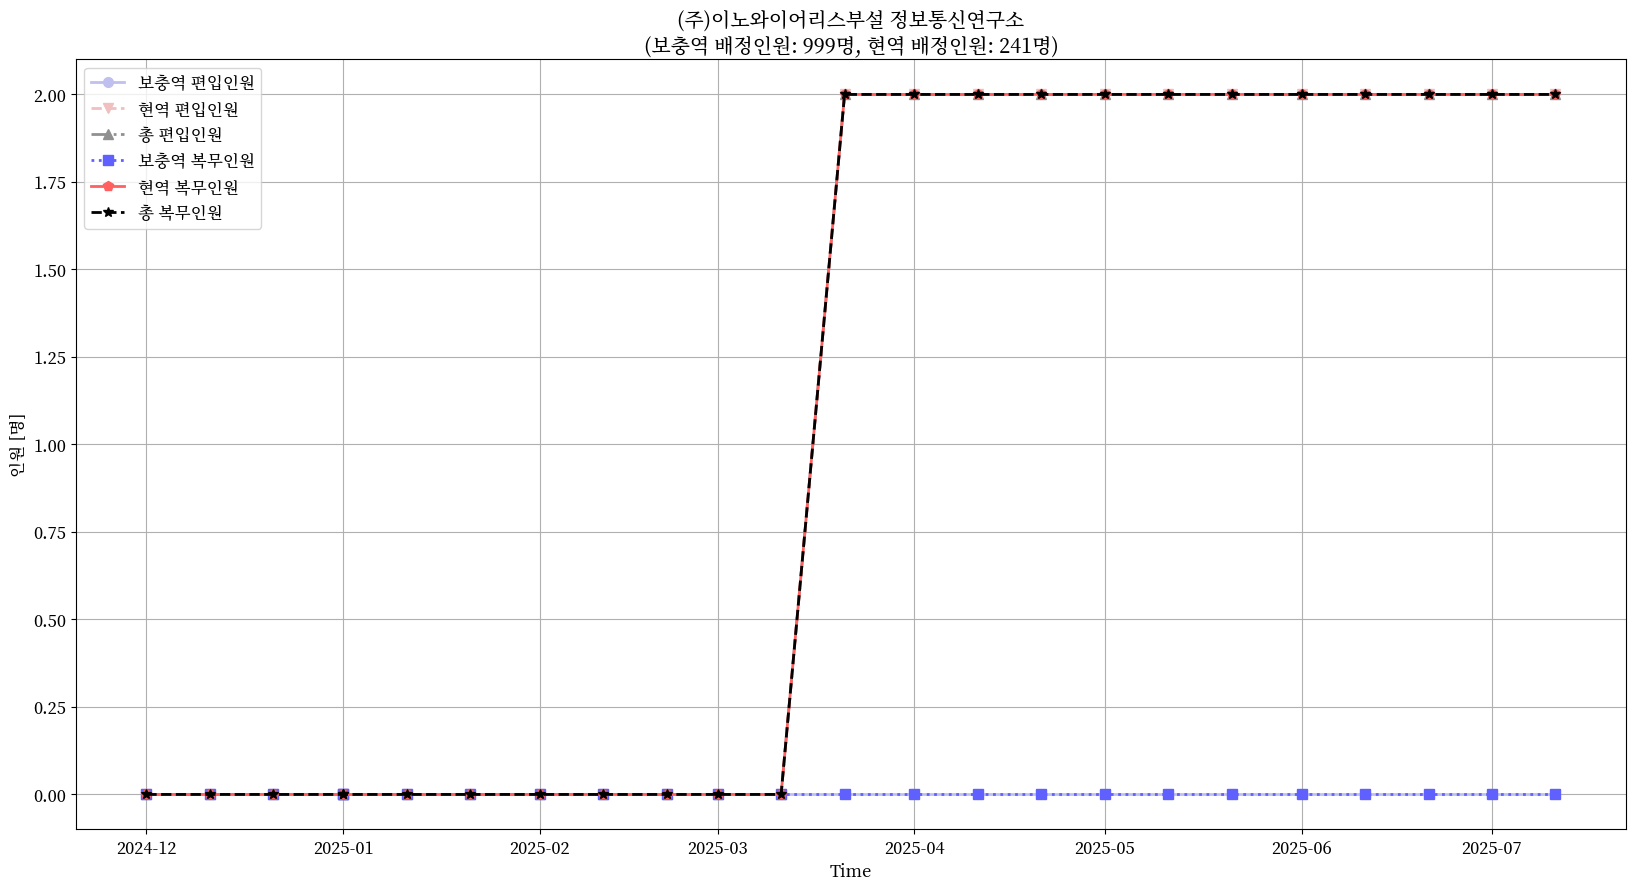 (주)이노와이어리스부설 정보통신연구소
(보충역 배정인원: 999명, 현역 배정인원: 241명)
보충역 편입인원
현역 편입인원
총 편입인원
보충역 복무인원
현역 복무인원
총 복무인원
2.00
1.75
1.50
1.25
1.00
0.75
0.50
0.25
0.00
인원 [명]
2024-12 2025-01 2025-02 2025-03 2025-04 2025-05 2025-06 2025-07
Time